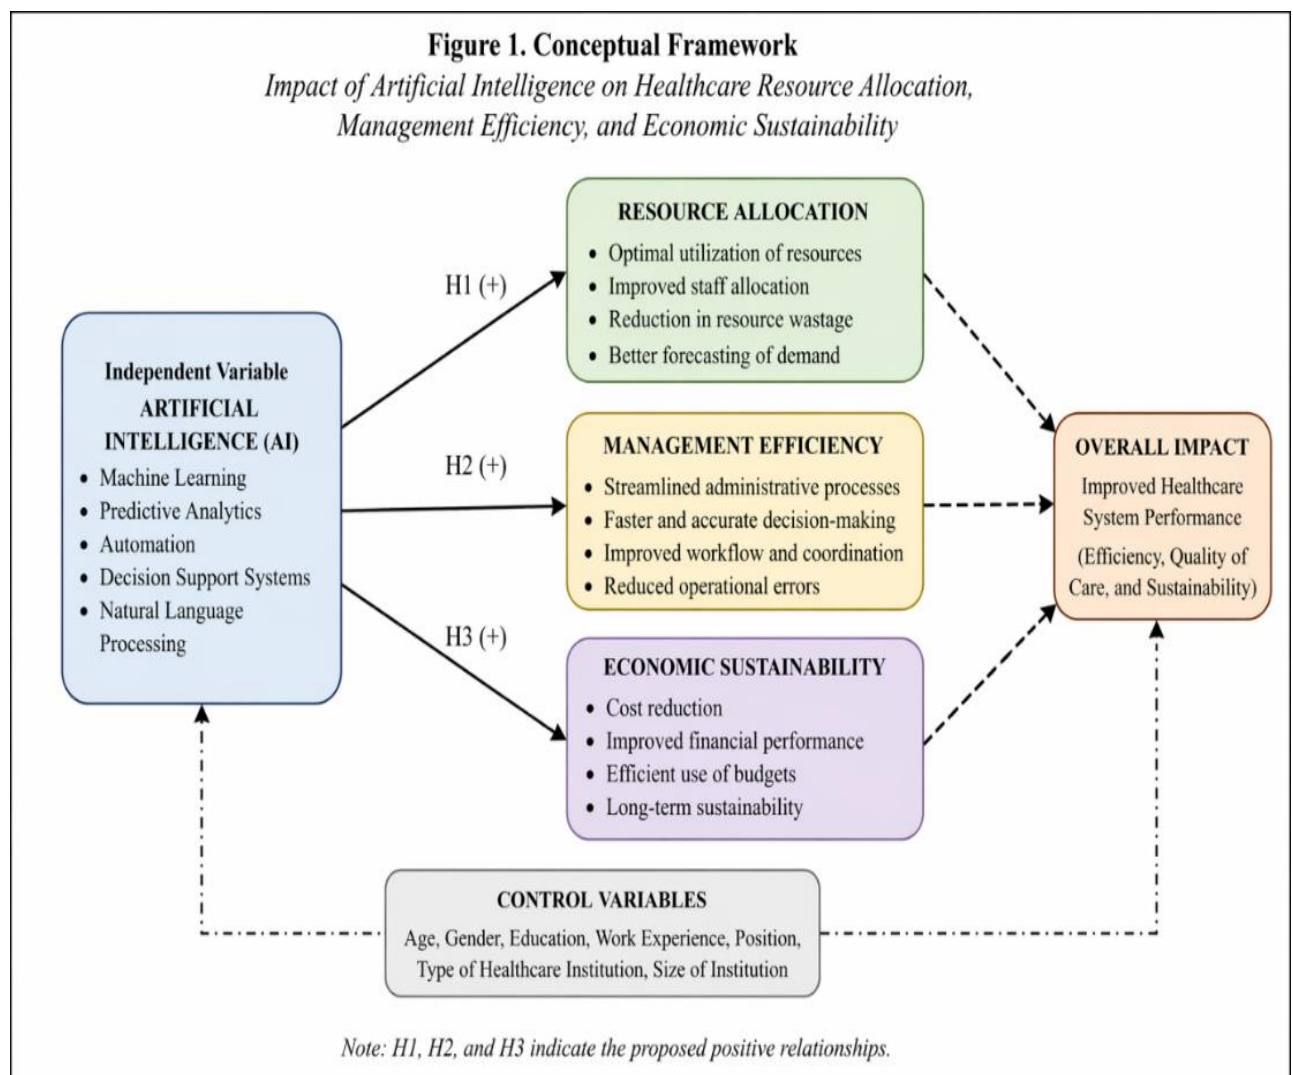 Figure 1. Conceptual Framework
Impact of Artificial Intelligence on Healthcare Resource Allocation,
Management Efficiency, and Economic Sustainability
Independent Variable
ARTIFICIAL
INTELLIGENCE (AI)
• Machine Learning
• Predictive Analytics
• Automation
• Decision Support Systems
• Natural Language
Processing
H1 (+)
H2 (+)
H3 (+)
RESOURCE ALLOCATION
• Optimal utilization of resources
• Improved staff allocation
• Reduction in resource wastage
• Better forecasting of demand
MANAGEMENT EFFICIENCY
• Streamlined administrative processes
• Faster and accurate decision-making
• Improved workflow and coordination
• Reduced operational errors
ECONOMIC SUSTAINABILITY
• Cost reduction
• Improved financial performance
• Efficient use of budgets
• Long-term sustainability
OVERALL IMPACT
Improved Healthcare
System Performance
(Efficiency, Quality of
Care, and Sustainability)
CONTROL VARIABLES
Age, Gender, Education, Work Experience, Position,
Type of Healthcare Institution, Size of Institution
Note: H1, H2, and H3 indicate the proposed positive relationships.